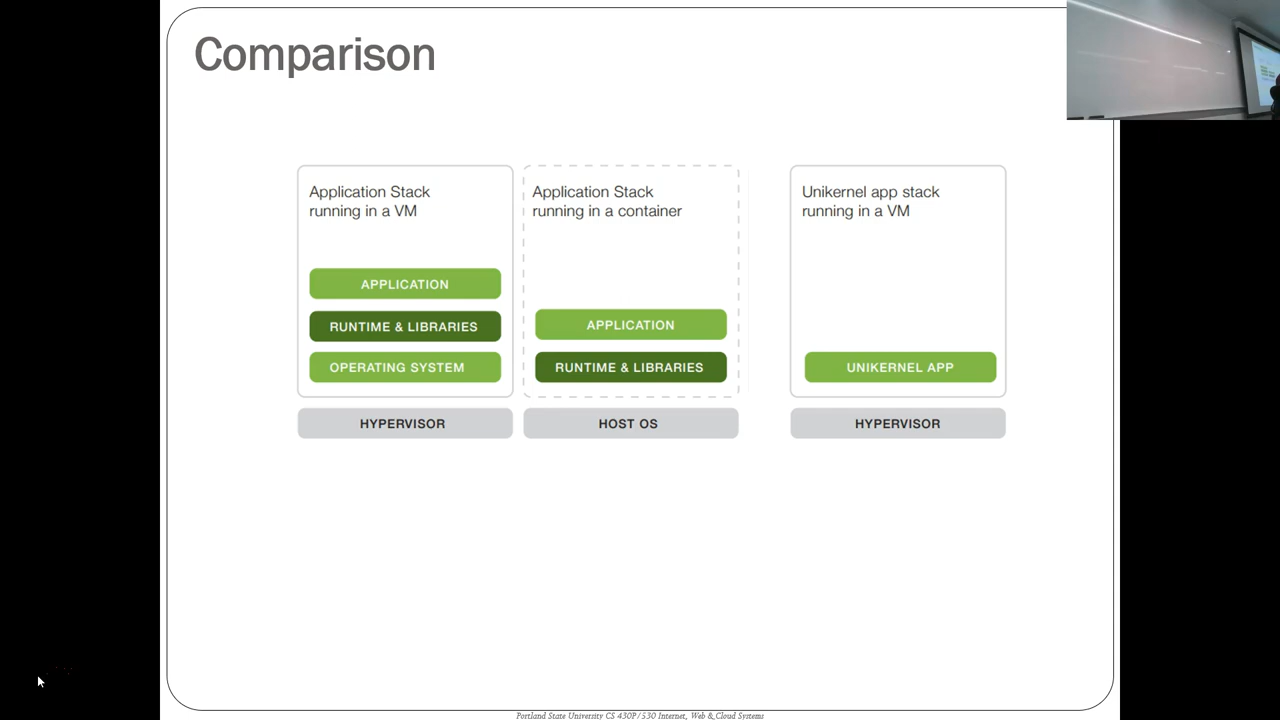 Comparison
Application Stack
running in a VM
APPLICATION
RUNTIME & LIBRARIES
OPERATING SYSTEM
HYPERVISOR
Application Stack
running in a container
APPLICATION
RUNTIME & LIBRARIES
HOST OS
Unikernel app stack
running in a VM
UNIKERNEL APP
HYPERVISOR
Portland State University CS 430P/530 Internet, Web & Cloud Systems